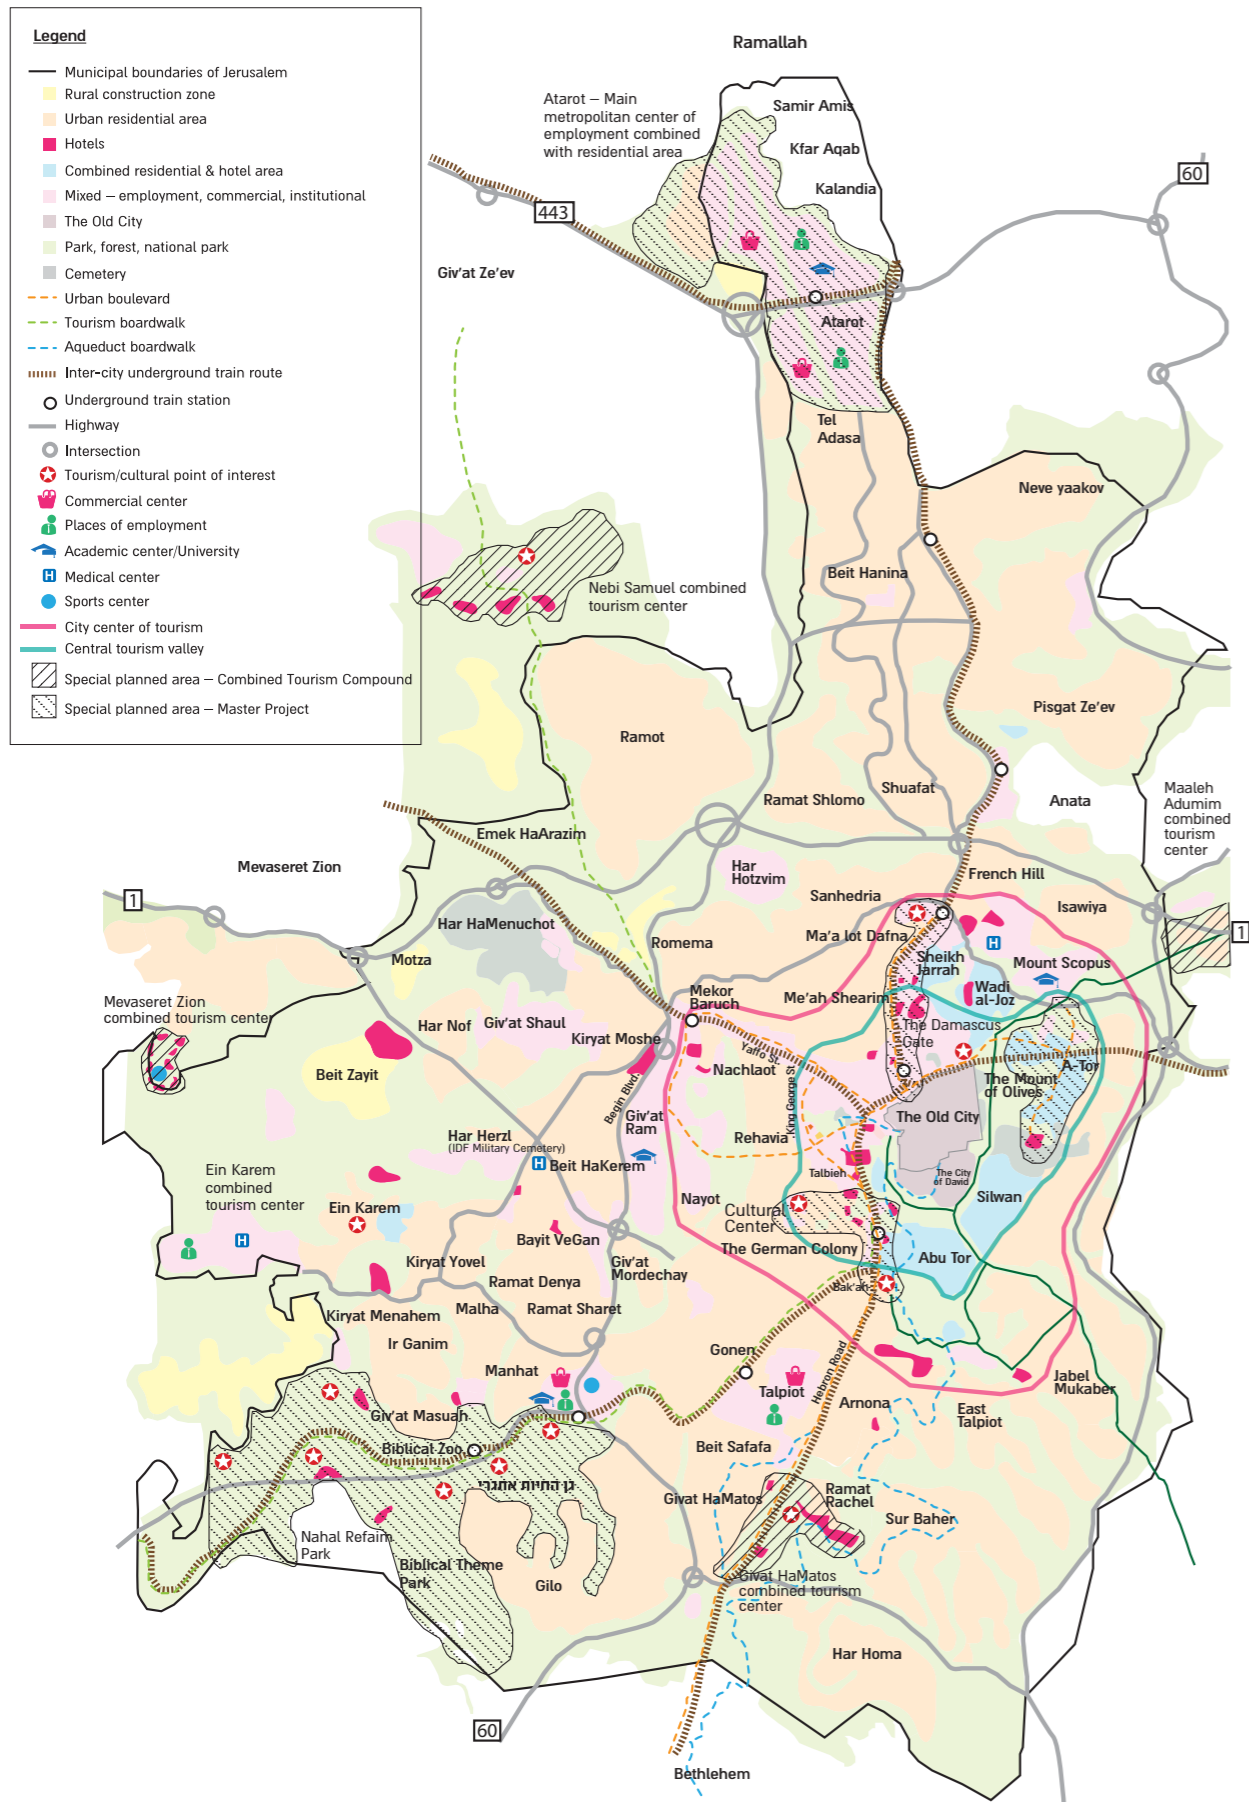 Legend
Municipal boundaries of Jerusalem
Rural construction zone
Urban residential area
Hotels
Combined residential & hotel area
Mixed – employment, commercial, institutional
The Old City
Park, forest, national park
Cemetery
Urban boulevard
Tourism boardwalk
Aqueduct boardwalk
Inter-city underground train route
Underground train station
Highway
Intersection
Tourism/cultural point of interest
Commercial center
Places of employment
Academic center/University
Medical center
Sports center
City center of tourism
Central tourism valley
Special planned area – Combined Tourism Compound
Special planned area – Master Project
Ramallah
Atarot – Main
metropolitan center of
employment combined
with residential area
Samir Amis
Kfar Aqab
Kalandia
60
443
Giv'at Ze'ev
Atarot
Tel
Adasa
Neve yaakov
Beit Hanina
Nebi Samuel combined
tourism center
Pisgat Ze'ev
Ramot
Shuafat
Ramat Shlomo
Anata
Maaleh
Adumim
combined
tourism
center
Emek HaArazim
Mevaseret Zion
Har
Hotzvim
French Hill
Sanhedria
Isawiya
1
Har HaMenuchot
Romema
Ma'a lot Dafna
1
Motza
Sheikh
Jarrah
H
Mount Scopus
Mevaseret Zion
combined tourism center
Mekor
Baruch
Me'ah Shearim
Wadi
al-Joz
Har Nof
Giv'at Shaul
Kiryat Moshe
The Damascus
Gate
Yaffo St.
Beit Zayit
Nachlaot
A-Tor
The Mount
of Olives
Begin Blvd.
King George St.
Giv'at
Ram
The Old City
Har Herzl
(IDF Military Cemetery)
Rehavia
H
Beit HaKerem
Ein Karem
combined
tourism center
Talbieh
The City
of David
Silwan
Nayot
Ein Karem
Cultural
Center
H
Bayit VeGan
The German Colony
Abu Tor
Kiryat Yovel
Giv'at
Mordechay
Ramat Denya
Bak'ah
Kiryat Menahem
Malha
Ramat Sharet
Ir Ganim
Gonen
Manhat
Hebron Road
Jabel
Mukaber
Talpiot
Arnona
East
Talpiot
Giv'at Masuah
Biblical Zoo
Beit Safafa
גן החיות אתגרי
Givat HaMatos
Ramat
Rachel
Sur Baher
Nahal Refaim
Park
Biblical Theme
Park
Gilo
Givat HaMatos
combined tourism
center
Har Homa
60
Bethlehem